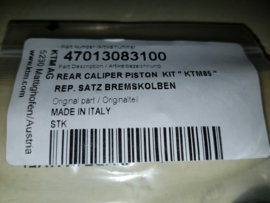 Part Number / Artikelnummer
47013083100
Part Description / Artikelbezeichnung
REAR CALIPER PISTON KIT " KTM85 "
REP. SATZ BREMSKOLBEN
Original part / Originalteil
MADE IN ITALY
STK
KTM AG
5230 Mattighofen/Austria
www.ktm.com